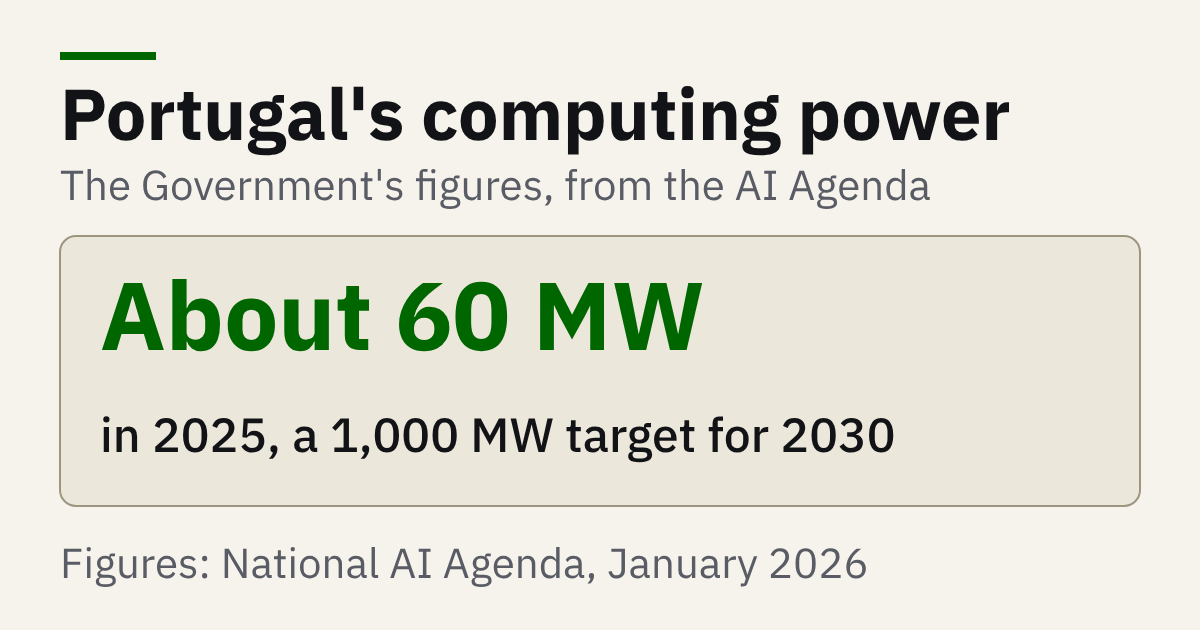 Portugal's computing power
The Government's figures, from the AI Agenda
About 60 MW
in 2025, a 1,000 MW target for 2030
Figures: National AI Agenda, January 2026